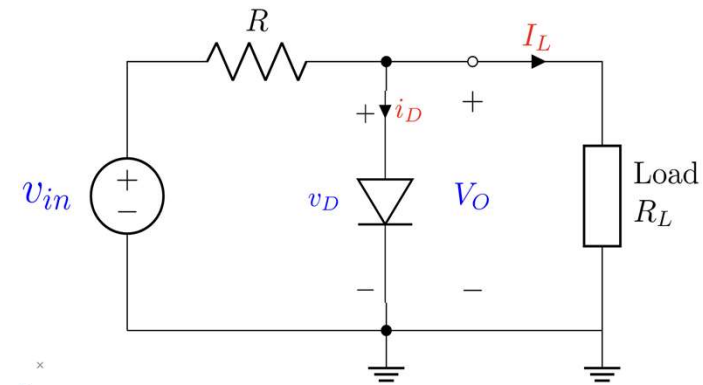 R
I_L
+ i_D
+
+
−
v_in
v_D
V_O
Load
R_L
−
−
×